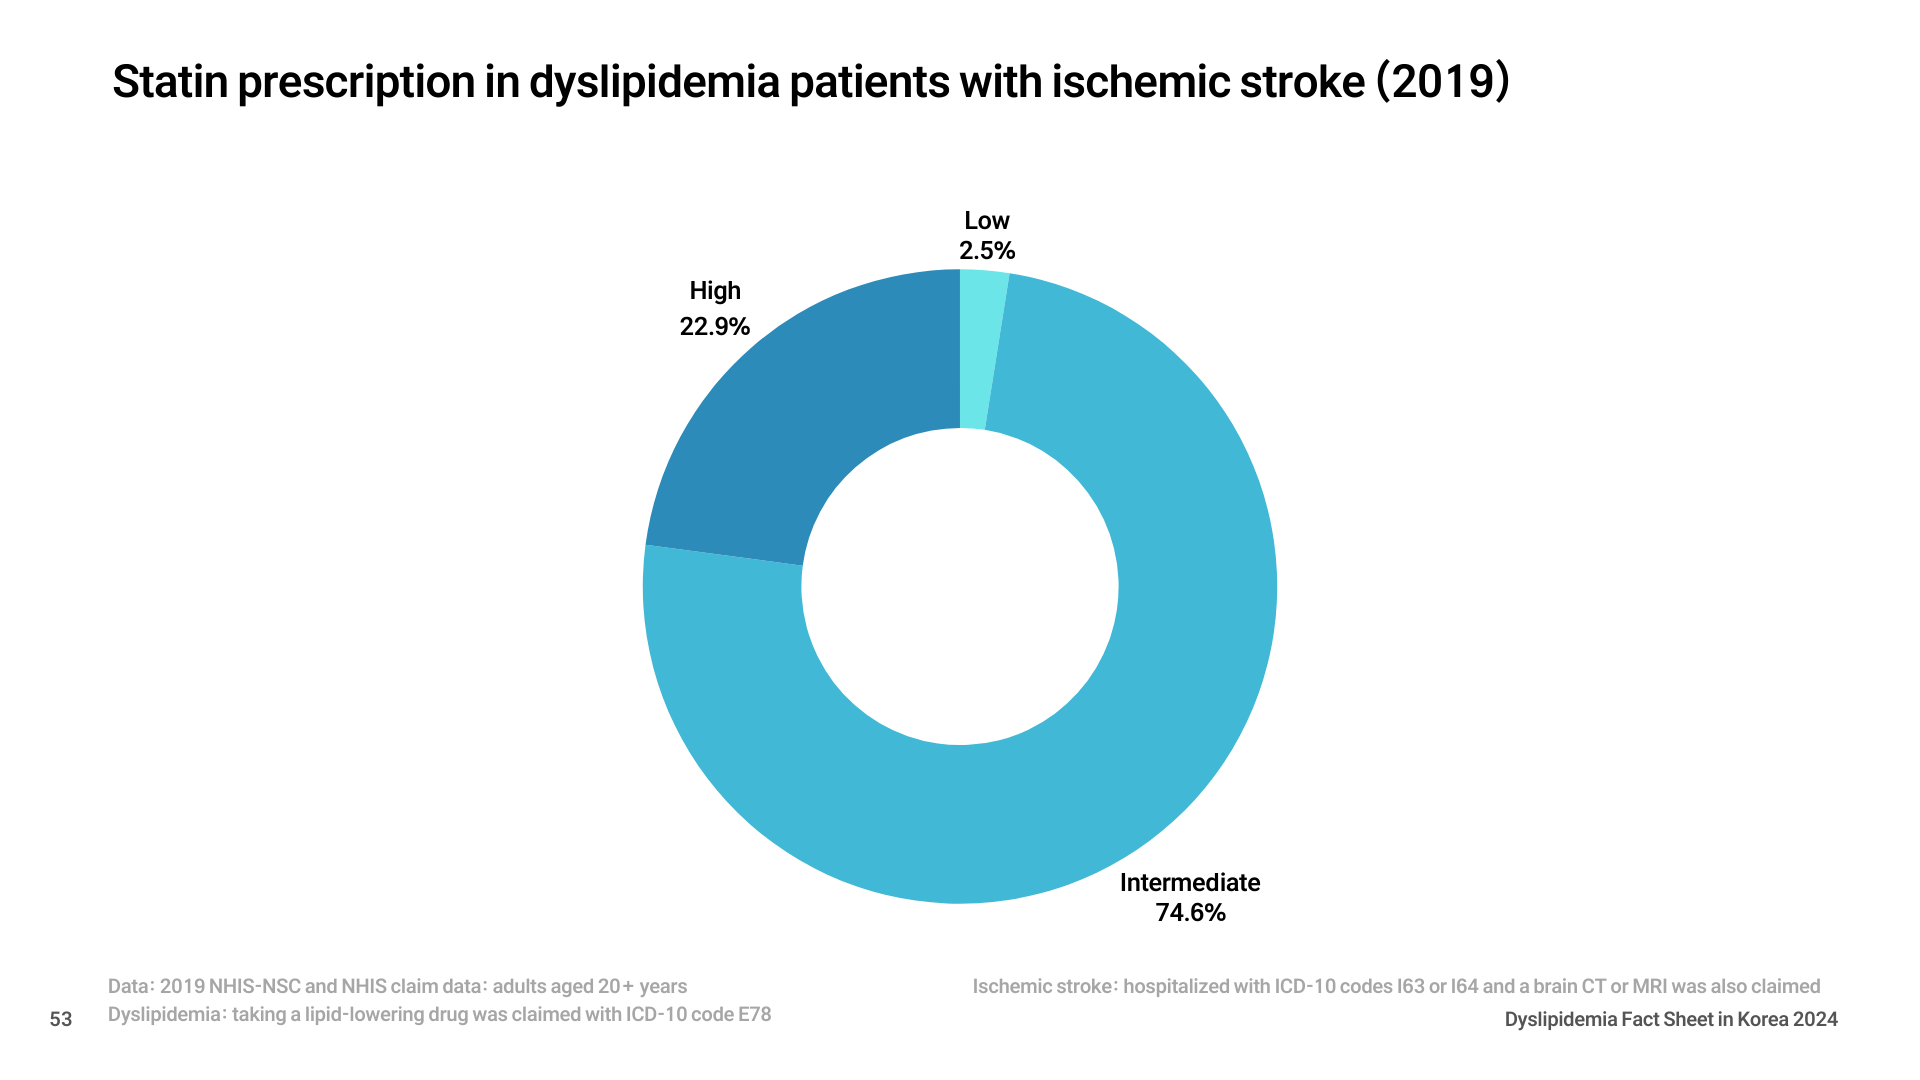 Statin prescription in dyslipidemia patients with ischemic stroke (2019)
Low
2.5%
High
22.9%
Intermediate
74.6%
Data: 2019 NHIS-NSC and NHIS claim data: adults aged 20+ years
Dyslipidemia: taking a lipid-lowering drug was claimed with ICD-10 code E78
Ischemic stroke: hospitalized with ICD-10 codes I63 or I64 and a brain CT or MRI was also claimed
53
Dyslipidemia Fact Sheet in Korea 2024